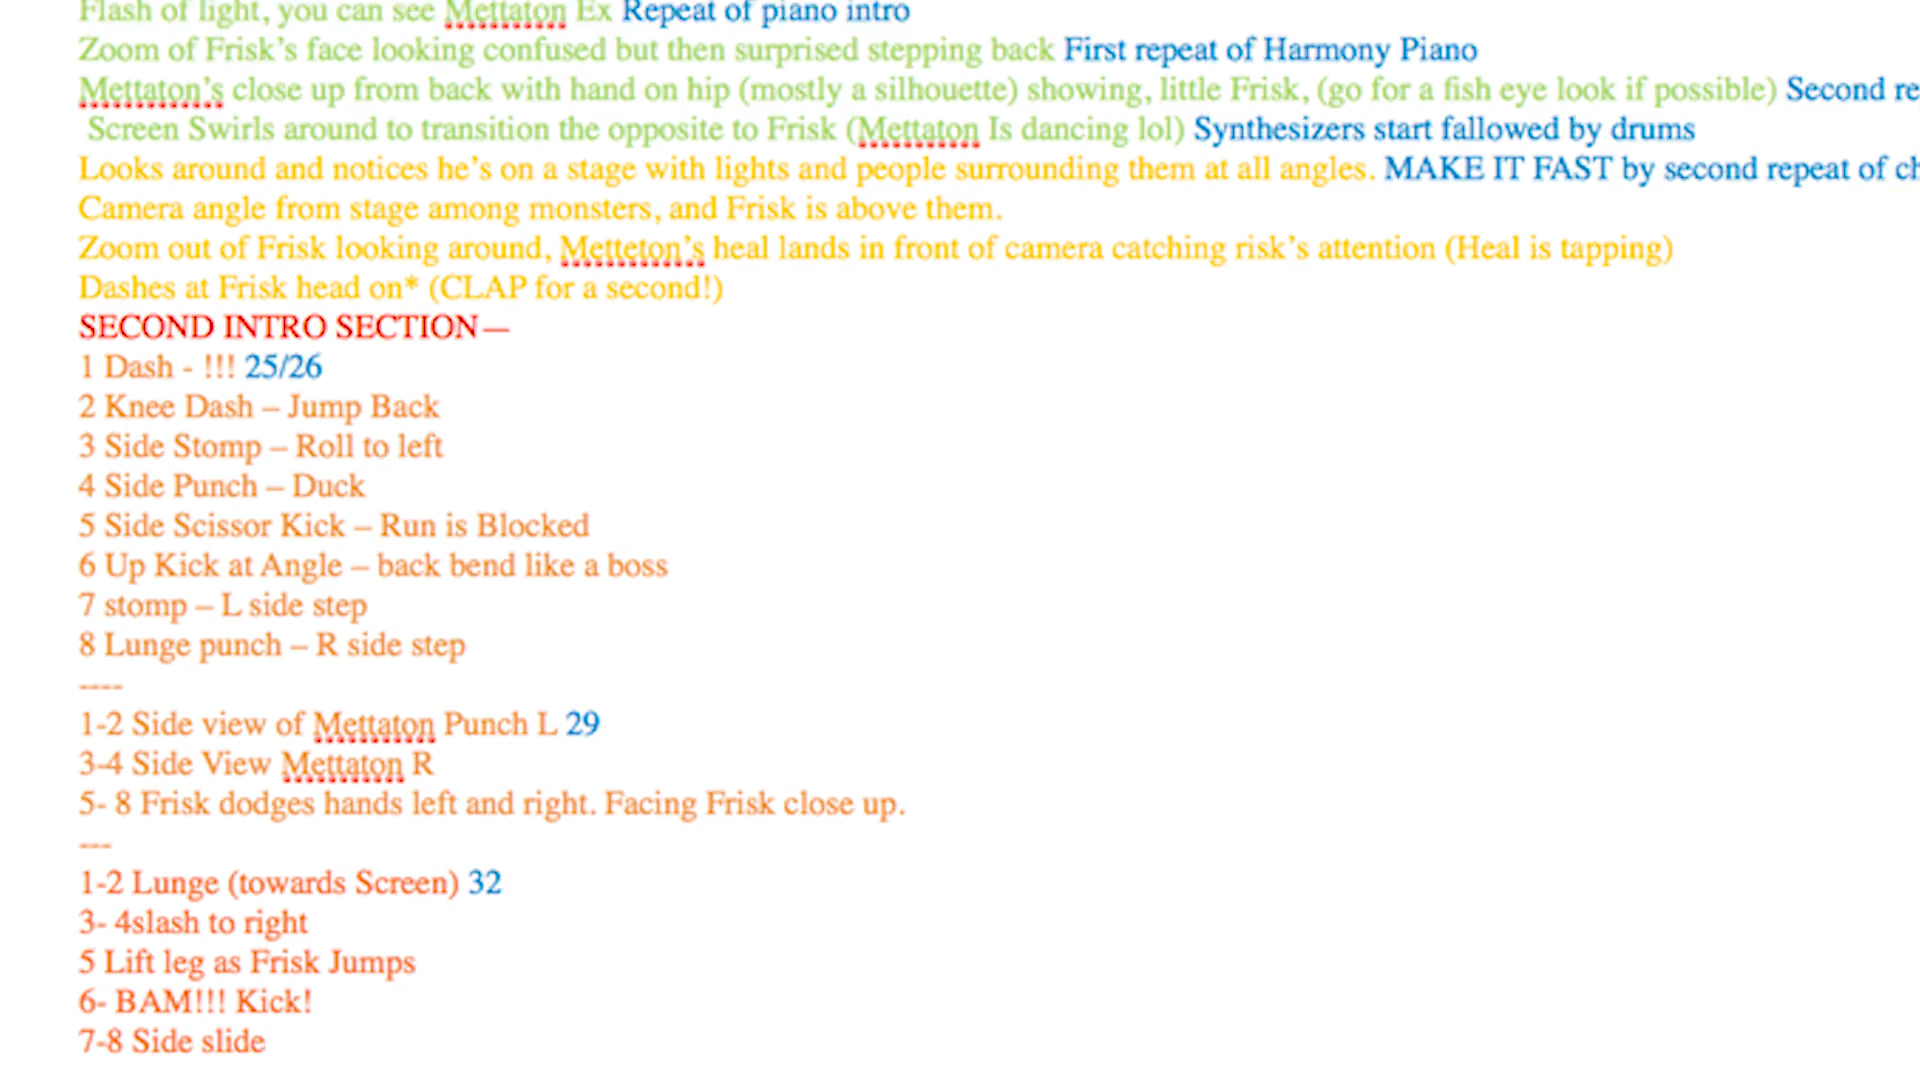 Flash of light, you can see Mettaton Ex Repeat of piano intro
Zoom of Frisk's face looking confused but then surprised stepping back First repeat of Harmony Piano
Mettaton's close up from back with hand on hip (mostly a silhouette) showing, little Frisk, (go for a fish eye look if possible) Second re
Screen Swirls around to transition the opposite to Frisk (Mettaton Is dancing lol) Synthesizers start fallowed by drums
Looks around and notices he's on a stage with lights and people surrounding them at all angles. MAKE IT FAST by second repeat of ch
Camera angle from stage among monsters, and Frisk is above them.
Zoom out of Frisk looking around, Metteton's heal lands in front of camera catching risk's attention (Heal is tapping)
Dashes at Frisk head on* (CLAP for a second!)
SECOND INTRO SECTION—
1 Dash - !!! 25/26
2 Knee Dash – Jump Back
3 Side Stomp – Roll to left
4 Side Punch – Duck
5 Side Scissor Kick – Run is Blocked
6 Up Kick at Angle – back bend like a boss
7 stomp – L side step
8 Lunge punch – R side step
----
1-2 Side view of Mettaton Punch L 29
3-4 Side View Mettaton R
5- 8 Frisk dodges hands left and right. Facing Frisk close up.
---
1-2 Lunge (towards Screen) 32
3- 4slash to right
5 Lift leg as Frisk Jumps
6- BAM!!! Kick!
7-8 Side slide